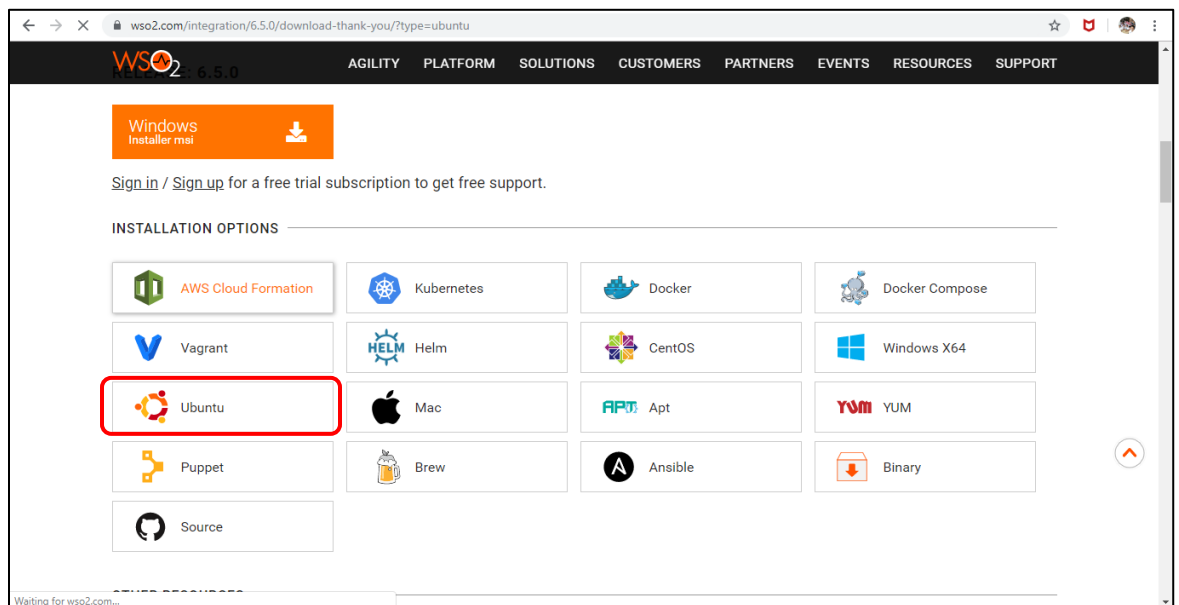 wso2.com/integration/6.5.0/download-thank-you/?type=ubuntu
WSO2
AGILITY PLATFORM SOLUTIONS CUSTOMERS PARTNERS EVENTS RESOURCES SUPPORT
RELEASE: 6.5.0
Windows
Installer msi
Sign in / Sign up for a free trial subscription to get free support.
INSTALLATION OPTIONS
AWS Cloud Formation
Kubernetes
Docker
Docker Compose
Vagrant
HELM Helm
CentOS
Windows X64
Ubuntu
Mac
APT Apt
YUM YUM
Puppet
Brew
Ansible
Binary
Source
OTHER RESOURCES
Waiting for wso2.com...